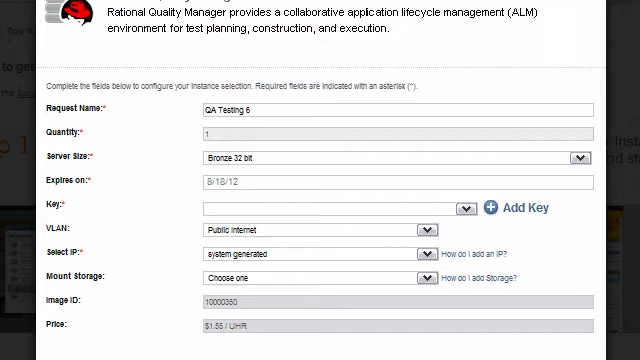 Rational Quality Manager provides a collaborative application lifecycle management (ALM)
environment for test planning, construction, and execution.
Complete the fields below to configure your instance selection. Required fields are indicated with an asterisk (*).
Request Name:* QA Testing 6
Quantity:* 1
Server Size:* Bronze 32 bit
Expires on:* 8/18/12
Key:* Add Key
VLAN: Public Internet
Select IP:* system generated How do I add an IP?
Mount Storage: Choose one How do I add Storage?
Image ID: 10000350
Price: $1.55 / UHR